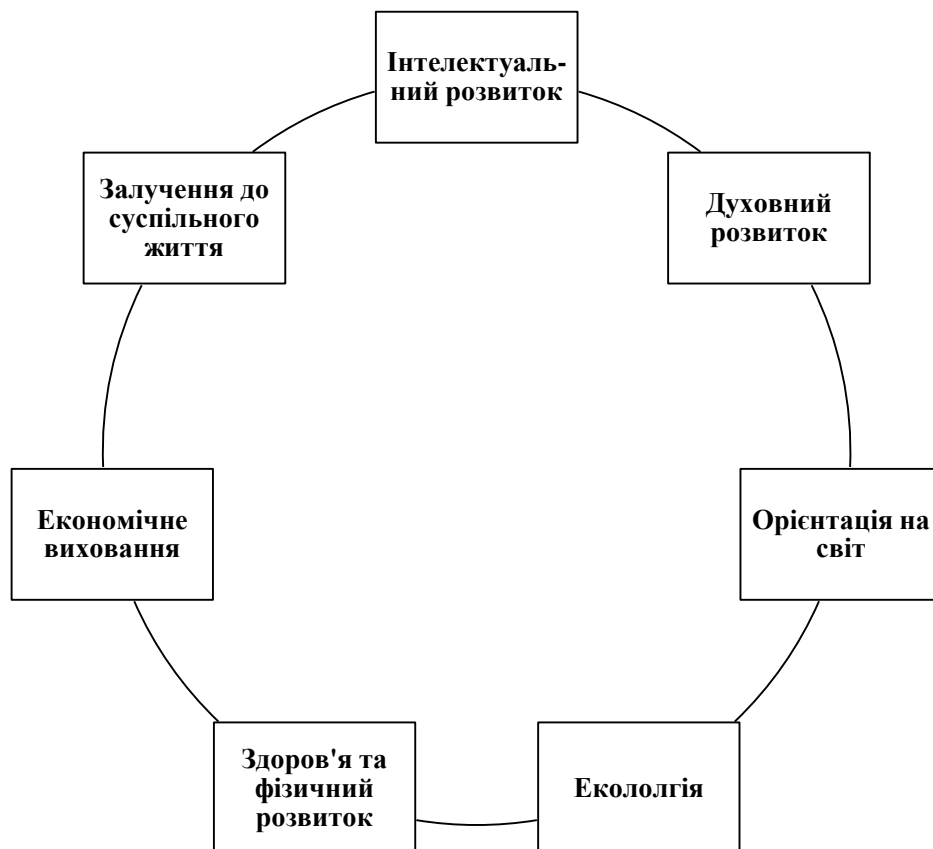 Інтелектуаль-
ний розвиток
Духовний
розвиток
Орієнтація на
світ
Екололгія
Здоров'я та
фізичний
розвиток
Економічне
виховання
Залучення до
суспільного
життя